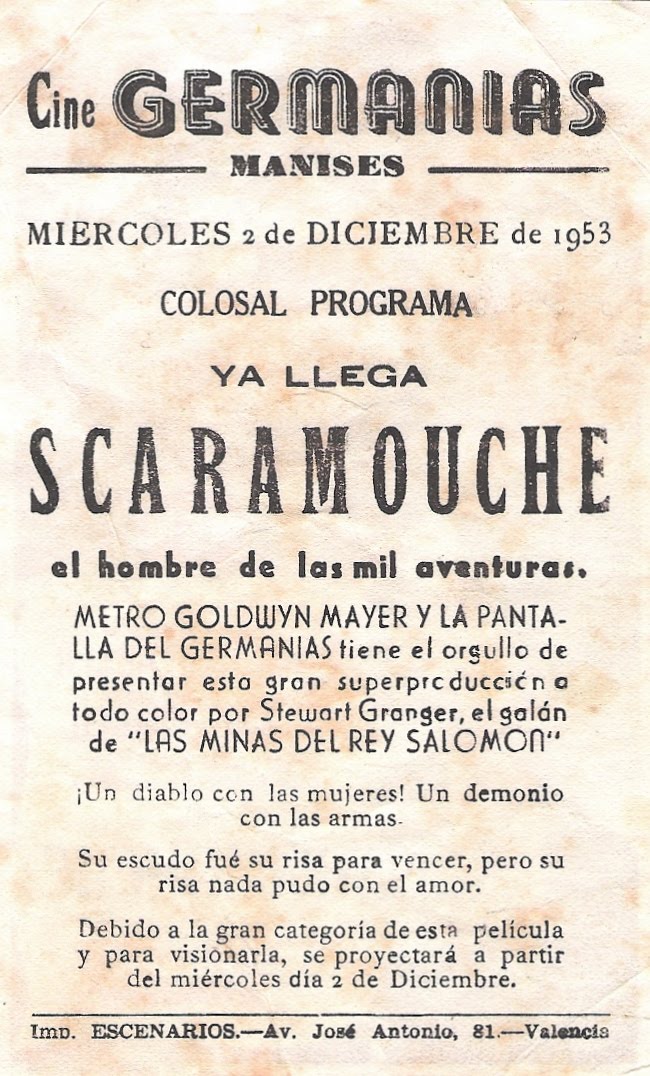 Cine GERMANIAS
MANISES
MIERCOLES 2 de DICIEMBRE de 1953
COLOSAL PROGRAMA
YA LLEGA
SCARAMOUCHE
el hombre de las mil aventuras.
METRO GOLDWYN MAYER Y LA PANTA-
LLA DEL GERMANIAS tiene el orgullo de
presentar esta gran superproducción a
todo color por Stewart Granger, el galán
de "LAS MINAS DEL REY SALOMON"
¡Un diablo con las mujeres! Un demonio
con las armas.
Su escudo fué su risa para vencer, pero su
risa nada pudo con el amor.
Debido a la gran categoría de esta película
y para visionarla, se proyectará a partir
del miércoles día 2 de Diciembre.
Imp. ESCENARIOS.—Av. José Antonio, 81.—Valencia